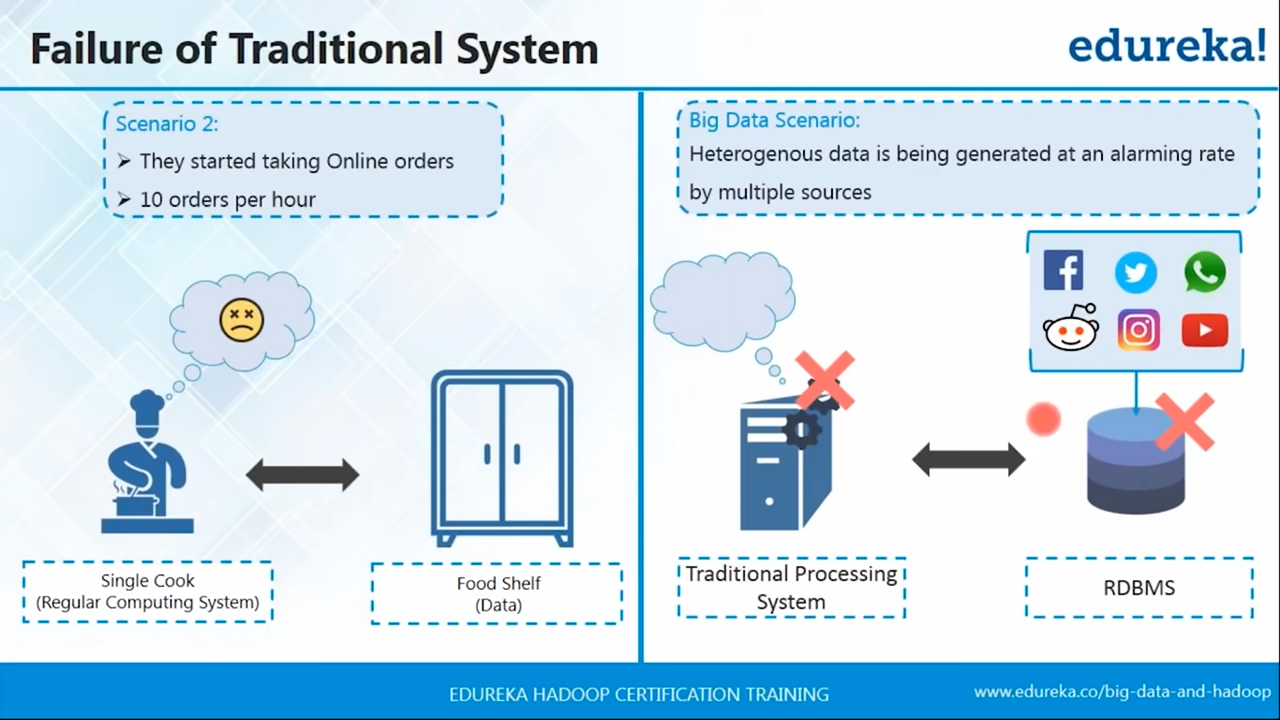 Failure of Traditional System
edureka!
Scenario 2:
➢ They started taking Online orders
➢ 10 orders per hour
Big Data Scenario:
Heterogenous data is being generated at an alarming rate
by multiple sources
Single Cook
(Regular Computing System)
Food Shelf
(Data)
Traditional Processing
System
RDBMS
EDUREKA HADOOP CERTIFICATION TRAINING
www.edureka.co/big-data-and-hadoop